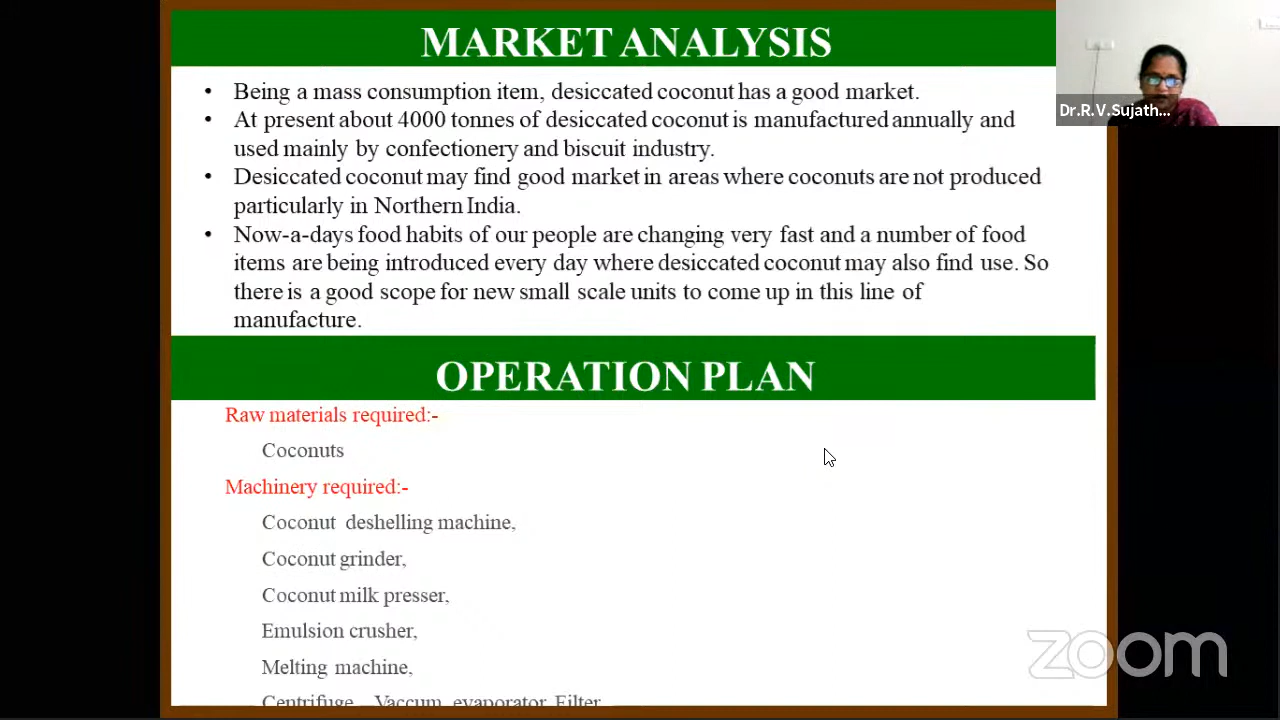 MARKET ANALYSIS
• Being a mass consumption item, desiccated coconut has a good market.
• At present about 4000 tonnes of desiccated coconut is manufactured annually and
used mainly by confectionery and biscuit industry.
• Desiccated coconut may find good market in areas where coconuts are not produced
particularly in Northern India.
• Now-a-days food habits of our people are changing very fast and a number of food
items are being introduced every day where desiccated coconut may also find use. So
there is a good scope for new small scale units to come up in this line of
manufacture.
Dr.R.V.Sujath...
OPERATION PLAN
Raw materials required:-
Coconuts
Machinery required:-
Coconut deshelling machine,
Coconut grinder,
Coconut milk presser,
Emulsion crusher,
Melting machine,
Centrifuge Vaccum evaporator Filter
zoom